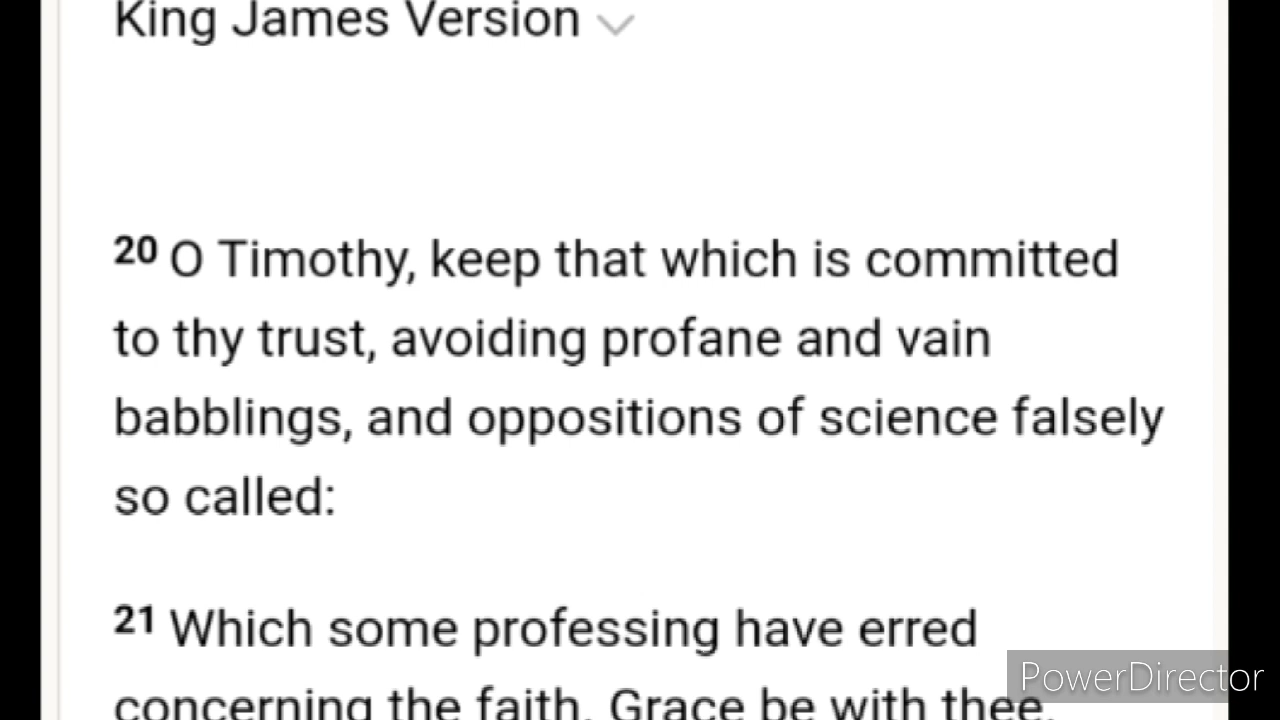 King James Version
20 O Timothy, keep that which is committed
to thy trust, avoiding profane and vain
babblings, and oppositions of science falsely
so called:
21 Which some professing have erred
concerning the faith. Grace be with thee.
PowerDirector